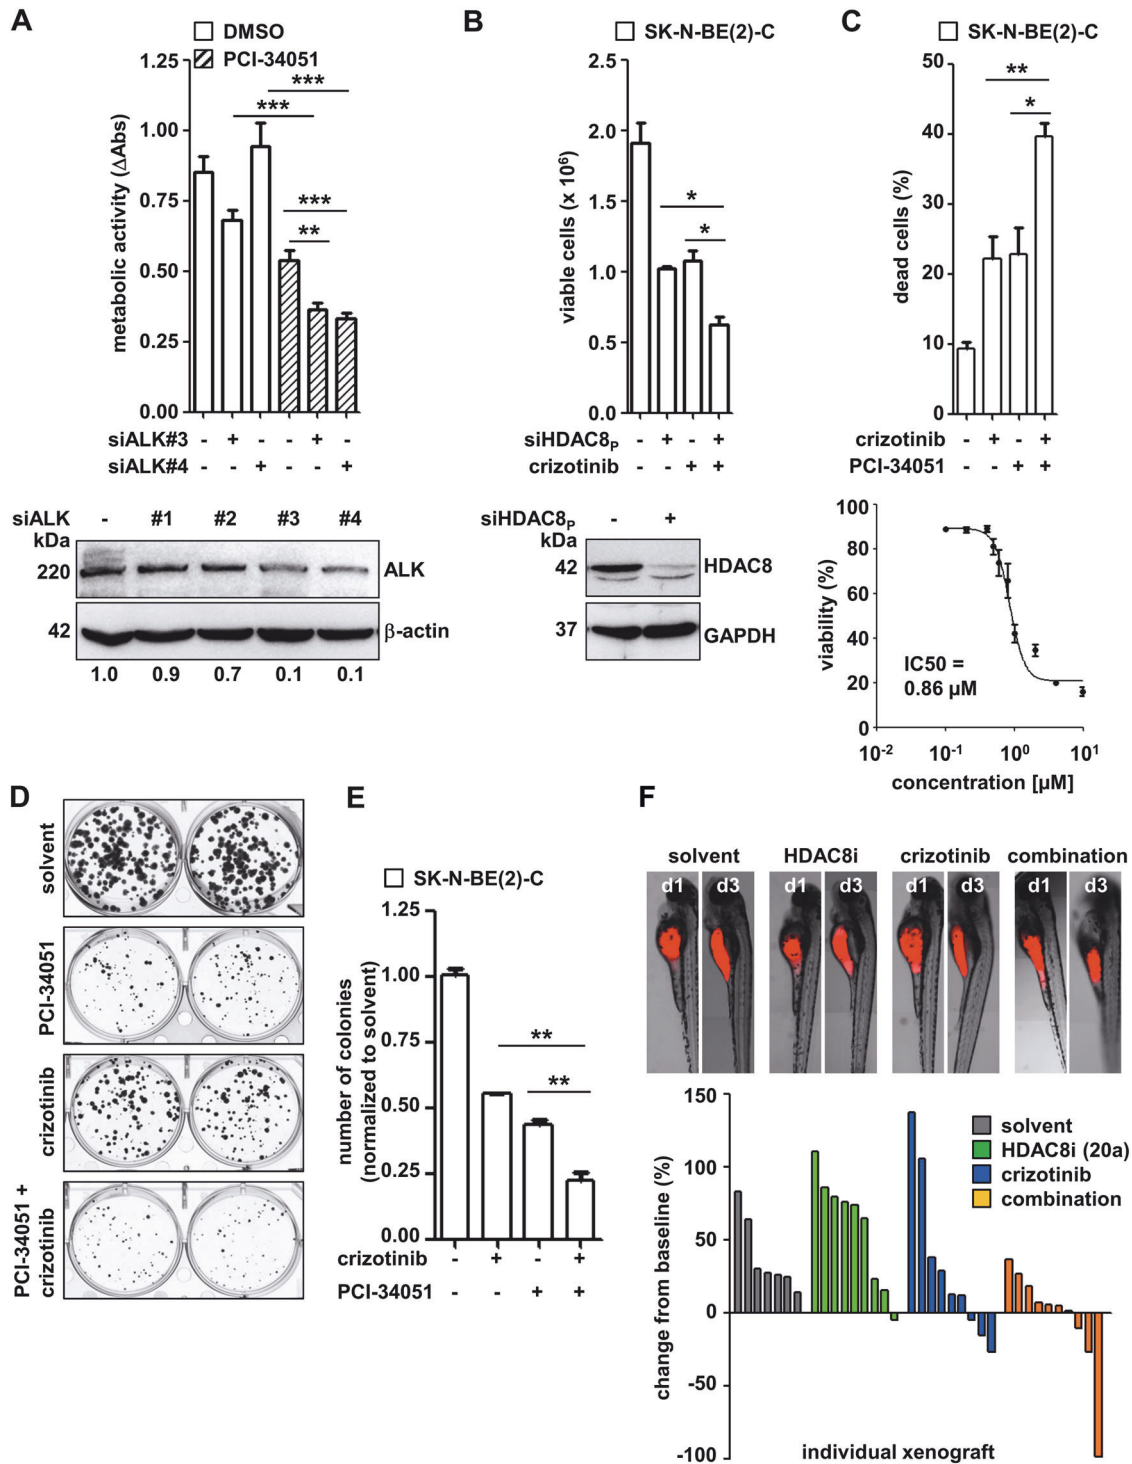 A
DMSO
PCI-34051
metabolic activity (ΔAbs)
1.25
1.00
0.75
0.50
0.25
0.00
***
***
***
**
siALK#3 - + - - + -
siALK#4 - - + - - +
siALK - #1 #2 #3 #4
kDa
220 ALK
42 β-actin
1.0 0.9 0.7 0.1 0.1
B
SK-N-BE(2)-C
viable cells (x 10⁶)
2.5
2.0
1.5
1.0
0.5
0.0
*
*
siHDAC8P - + - +
crizotinib - - + +
siHDAC8P - +
kDa
42 HDAC8
37 GAPDH
C
SK-N-BE(2)-C
dead cells (%)
50
40
30
20
10
0
**
*
crizotinib - + - +
PCI-34051 - - + +
viability (%)
100
80
60
40
20
0
IC50 =
0.86 µM
10⁻² 10⁻¹ 10⁰ 10¹
concentration [µM]
D
solvent
PCI-34051
crizotinib
PCI-34051 +
crizotinib
E
SK-N-BE(2)-C
number of colonies
(normalized to solvent)
1.25
1.00
0.75
0.50
0.25
0.00
**
**
crizotinib - + - +
PCI-34051 - - + +
F
solvent HDAC8i crizotinib combination
d1 d3 d1 d3 d1 d3 d1 d3
change from baseline (%)
150
100
50
0
-50
-100
solvent
HDAC8i (20a)
crizotinib
combination
individual xenograft